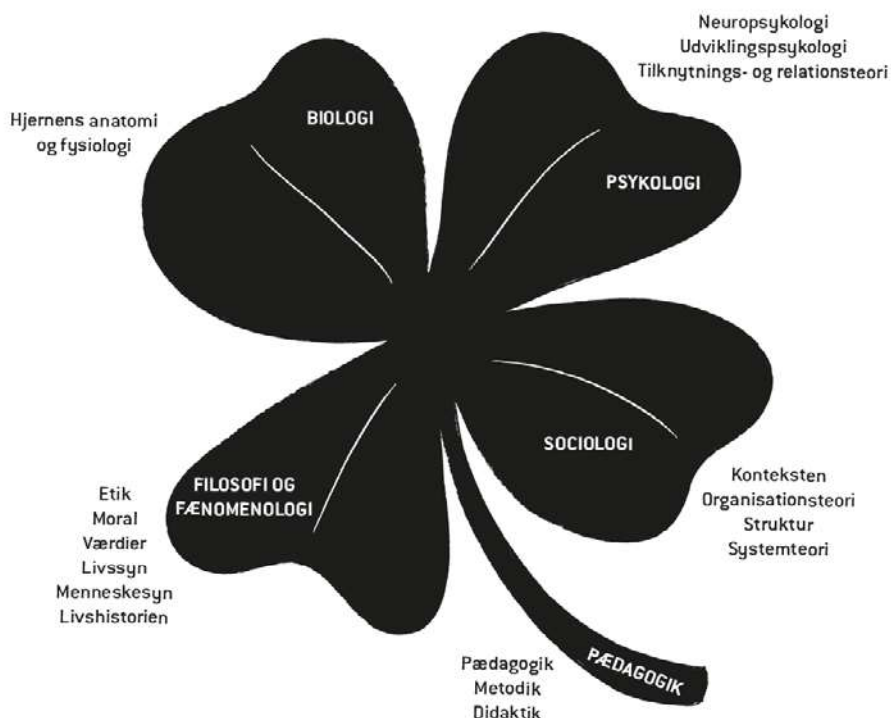 Neuropsykologi
Udviklingspsykologi
Tilknytnings- og relationsteori
Hjernens anatomi
og fysiologi
BIOLOGI
PSYKOLOGI
SOCIOLOGI
Konteksten
Organisationsteori
Struktur
Systemteori
FILOSOFI OG
FÆNOMENOLOGI
Etik
Moral
Værdier
Livssyn
Menneskesyn
Livshistorien
PÆDAGOGIK
Pædagogik
Metodik
Didaktik